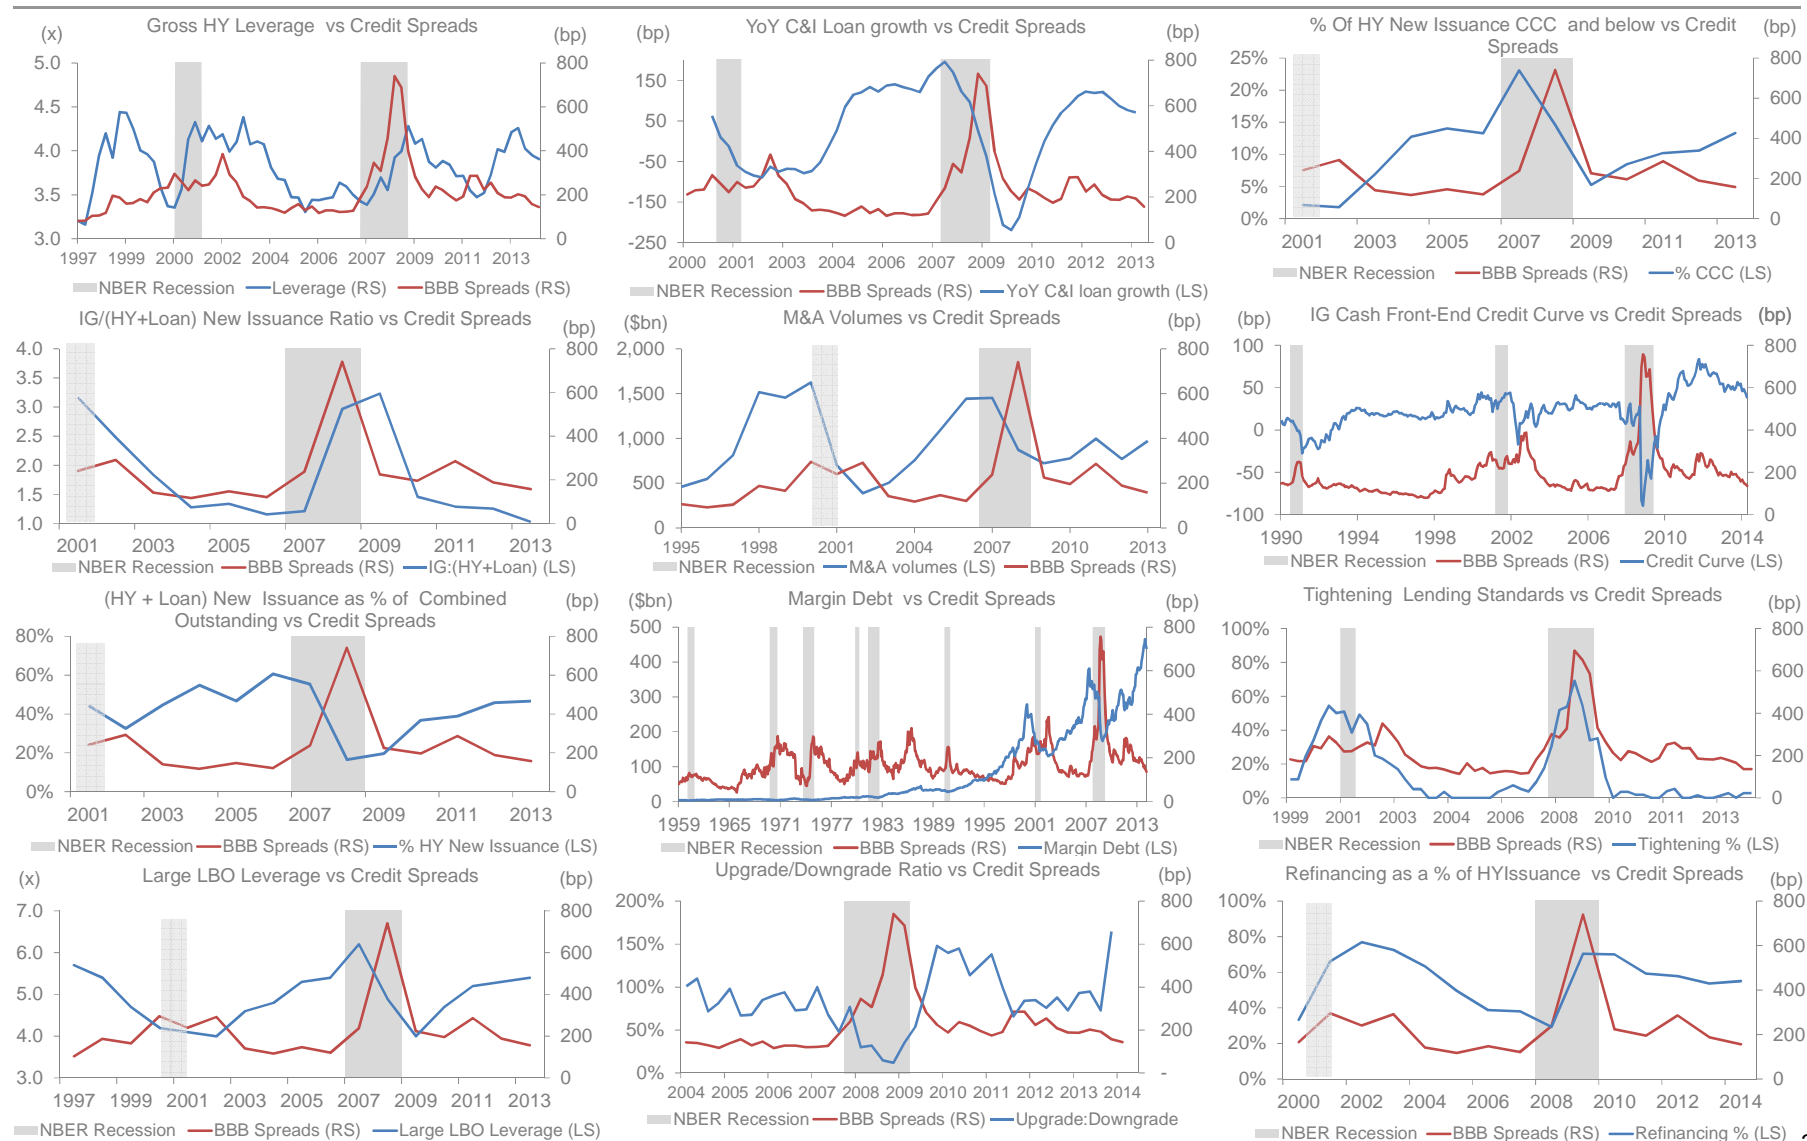 Gross HY Leverage vs Credit Spreads
(x)
(bp)
5.0
4.5
4.0
3.5
3.0
800
600
400
200
0
1997 1999 2000 2002 2004 2006 2007 2009 2011 2013
NBER Recession Leverage (RS) BBB Spreads (RS)
YoY C&I Loan growth vs Credit Spreads
(bp)
(bp)
150
50
-50
-150
-250
800
600
400
200
0
2000 2001 2003 2004 2006 2007 2009 2010 2012 2013
NBER Recession BBB Spreads (RS) YoY C&I loan growth (LS)
% Of HY New Issuance CCC and below vs Credit
Spreads
(bp)
25%
20%
15%
10%
5%
0%
800
600
400
200
0
2001 2003 2005 2007 2009 2011 2013
NBER Recession BBB Spreads (RS) % CCC (LS)
IG/(HY+Loan) New Issuance Ratio vs Credit Spreads
(bp)
4.0
3.5
3.0
2.5
2.0
1.5
1.0
800
600
400
200
0
2001 2003 2005 2007 2009 2011 2013
NBER Recession BBB Spreads (RS) IG:(HY+Loan) (LS)
M&A Volumes vs Credit Spreads
($bn)
(bp)
2,000
1,500
1,000
500
0
800
600
400
200
0
1995 1998 2001 2004 2007 2010 2013
NBER Recession M&A volumes (LS) BBB Spreads (RS)
IG Cash Front-End Credit Curve vs Credit Spreads
(bp)
(bp)
100
50
0
-50
-100
800
600
400
200
0
1990 1994 1998 2002 2006 2010 2014
NBER Recession BBB Spreads (RS) Credit Curve (LS)
(HY + Loan) New Issuance as % of Combined
Outstanding vs Credit Spreads
(bp)
80%
60%
40%
20%
0%
800
600
400
200
0
2001 2003 2005 2007 2009 2011 2013
NBER Recession BBB Spreads (RS) % HY New Issuance (LS)
Margin Debt vs Credit Spreads
($bn)
(bp)
500
400
300
200
100
0
800
600
400
200
0
1959 1965 1971 1977 1983 1989 1995 2001 2007 2013
NBER Recession BBB Spreads (RS) Margin Debt (LS)
Tightening Lending Standards vs Credit Spreads
(bp)
100%
80%
60%
40%
20%
0%
800
600
400
200
0
1999 2001 2003 2004 2006 2008 2010 2011 2013
NBER Recession BBB Spreads (RS) Tightening % (LS)
Large LBO Leverage vs Credit Spreads
(x)
(bp)
7.0
6.0
5.0
4.0
3.0
800
600
400
200
0
1997 1999 2001 2003 2005 2007 2009 2011 2013
NBER Recession BBB Spreads (RS) Large LBO Leverage (LS)
Upgrade/Downgrade Ratio vs Credit Spreads
(bp)
200%
150%
100%
50%
0%
800
600
400
200
-
2004 2005 2006 2007 2008 2009 2010 2011 2012 2013 2014
NBER Recession BBB Spreads (RS) Upgrade:Downgrade
Refinancing as a % of HYIssuance vs Credit Spreads
(bp)
100%
80%
60%
40%
20%
0%
800
600
400
200
0
2000 2002 2004 2006 2008 2010 2012 2014
NBER Recession BBB Spreads (RS) Refinancing % (LS)